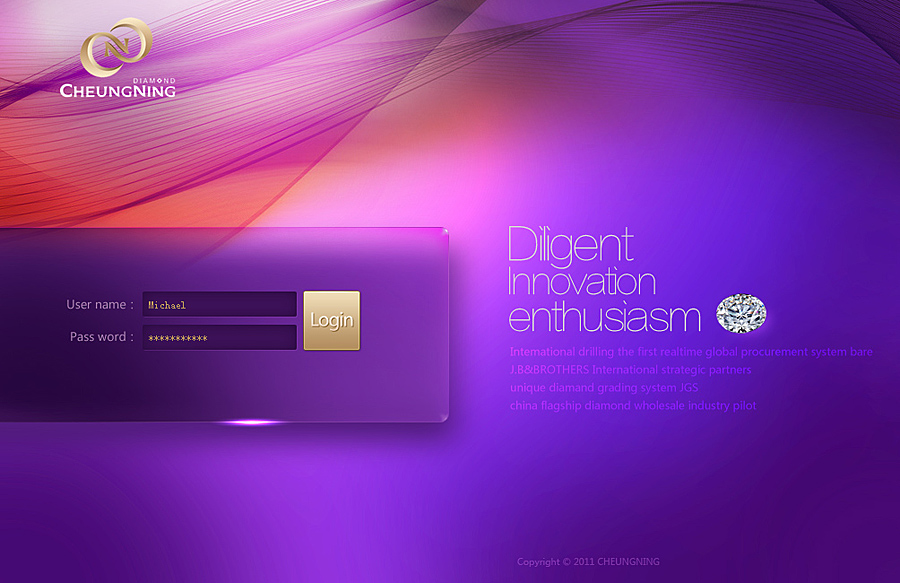 DIAMOND
CHEUNGNING
User name :
Michael
Pass word :
***********
Login
Diligent
Innovation
enthusiasm
International drilling the first realtime global procurement system bare
J.B&BROTHERS International strategic partners
unique diamand grading system JGS
china flagship diamond wholesale industry pilot
Copyright © 2011 CHEUNGNING